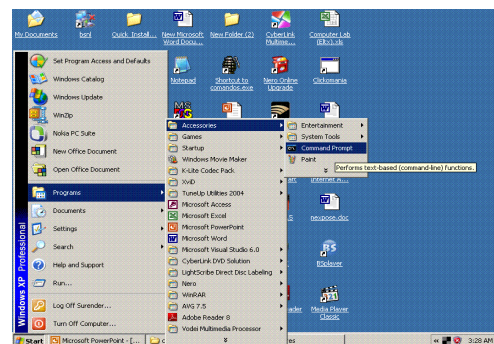 My Documents
bsnl
Quick Install...
New Microsoft Word Docu...
New Folder (2)
CyberLink Multime...
Computer Lab (Eltx).xls
Notepad
Shortcut to comandos.exe
Nero Online Upgrade
Clickomania
Set Program Access and Defaults
Windows Catalog
Windows Update
WinZip
Nokia PC Suite
New Office Document
Open Office Document
Programs
Documents
Settings
Search
Help and Support
Run...
Log Off Surender...
Turn Off Computer...
Windows XP Professional
Accessories
Games
Startup
Windows Movie Maker
K-Lite Codec Pack
XviD
TuneUp Utilities 2004
Microsoft Access
Microsoft Excel
Microsoft PowerPoint
Microsoft Word
Microsoft Visual Studio 6.0
CyberLink DVD Solution
LightScribe Direct Disc Labeling
Nero
WinRAR
AVG 7.5
Adobe Reader 8
Vodei Multimedia Processor
Entertainment
System Tools
Command Prompt
Paint
Performs text-based (command-line) functions.
nexpose.doc
BSplayer
Media Player Classic
Start
Microsoft PowerPoint - [...
3:28 AM